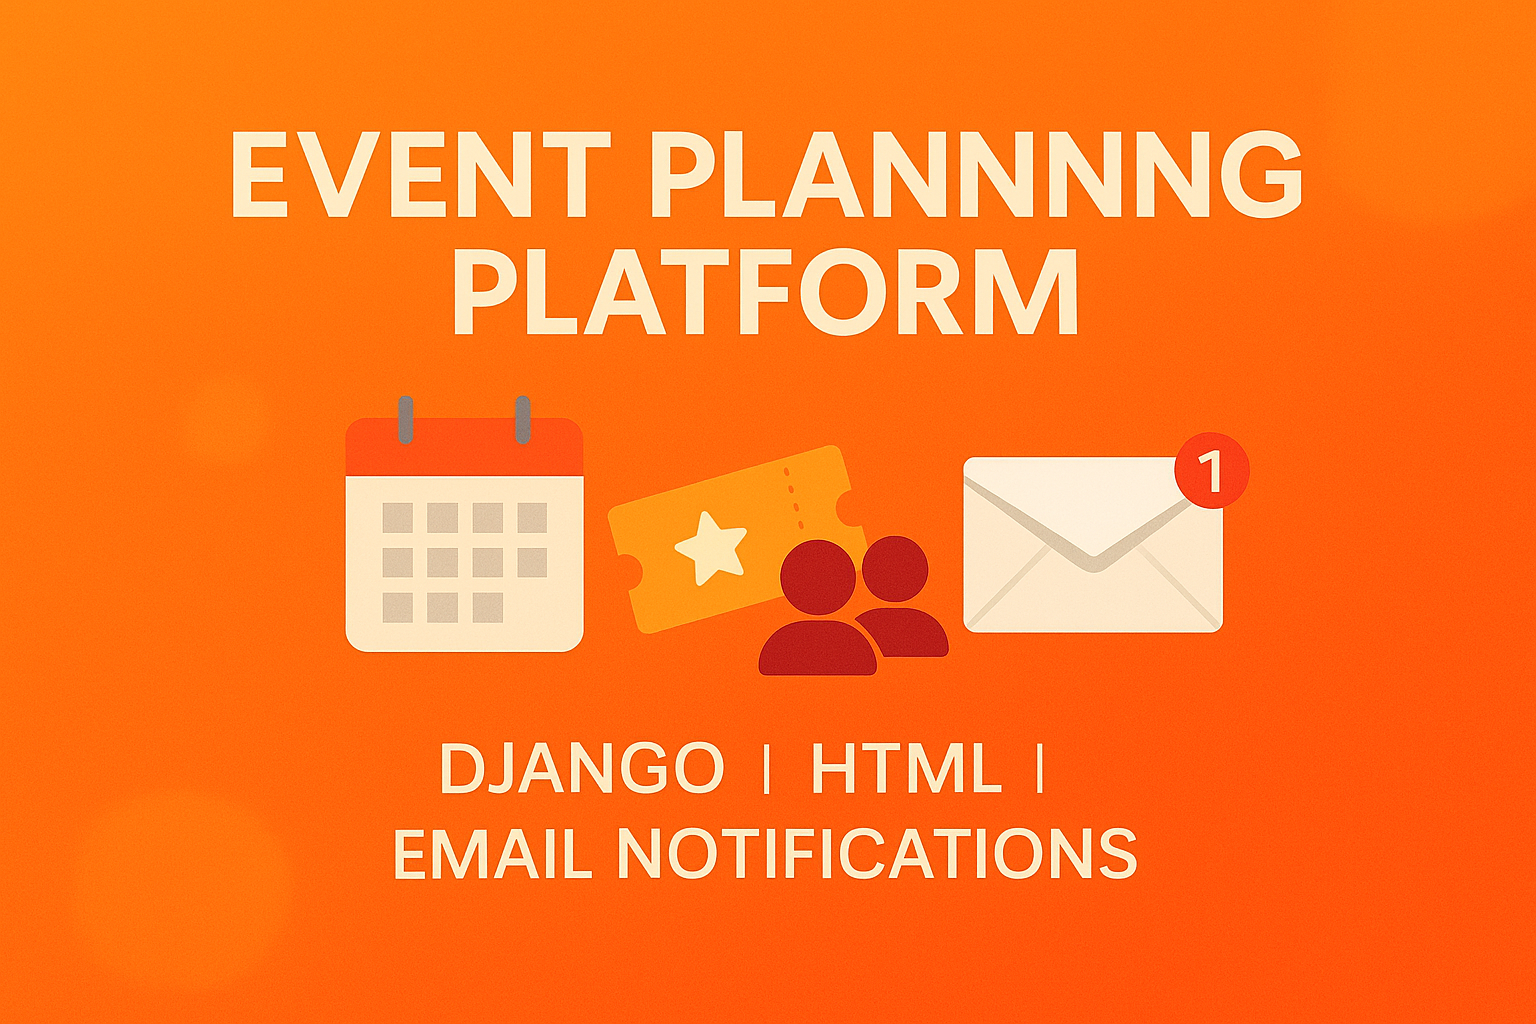 EVENT PLANNNNG
PLATFORM
1
DJANGO | HTML |
EMAIL NOTIFICATIONS